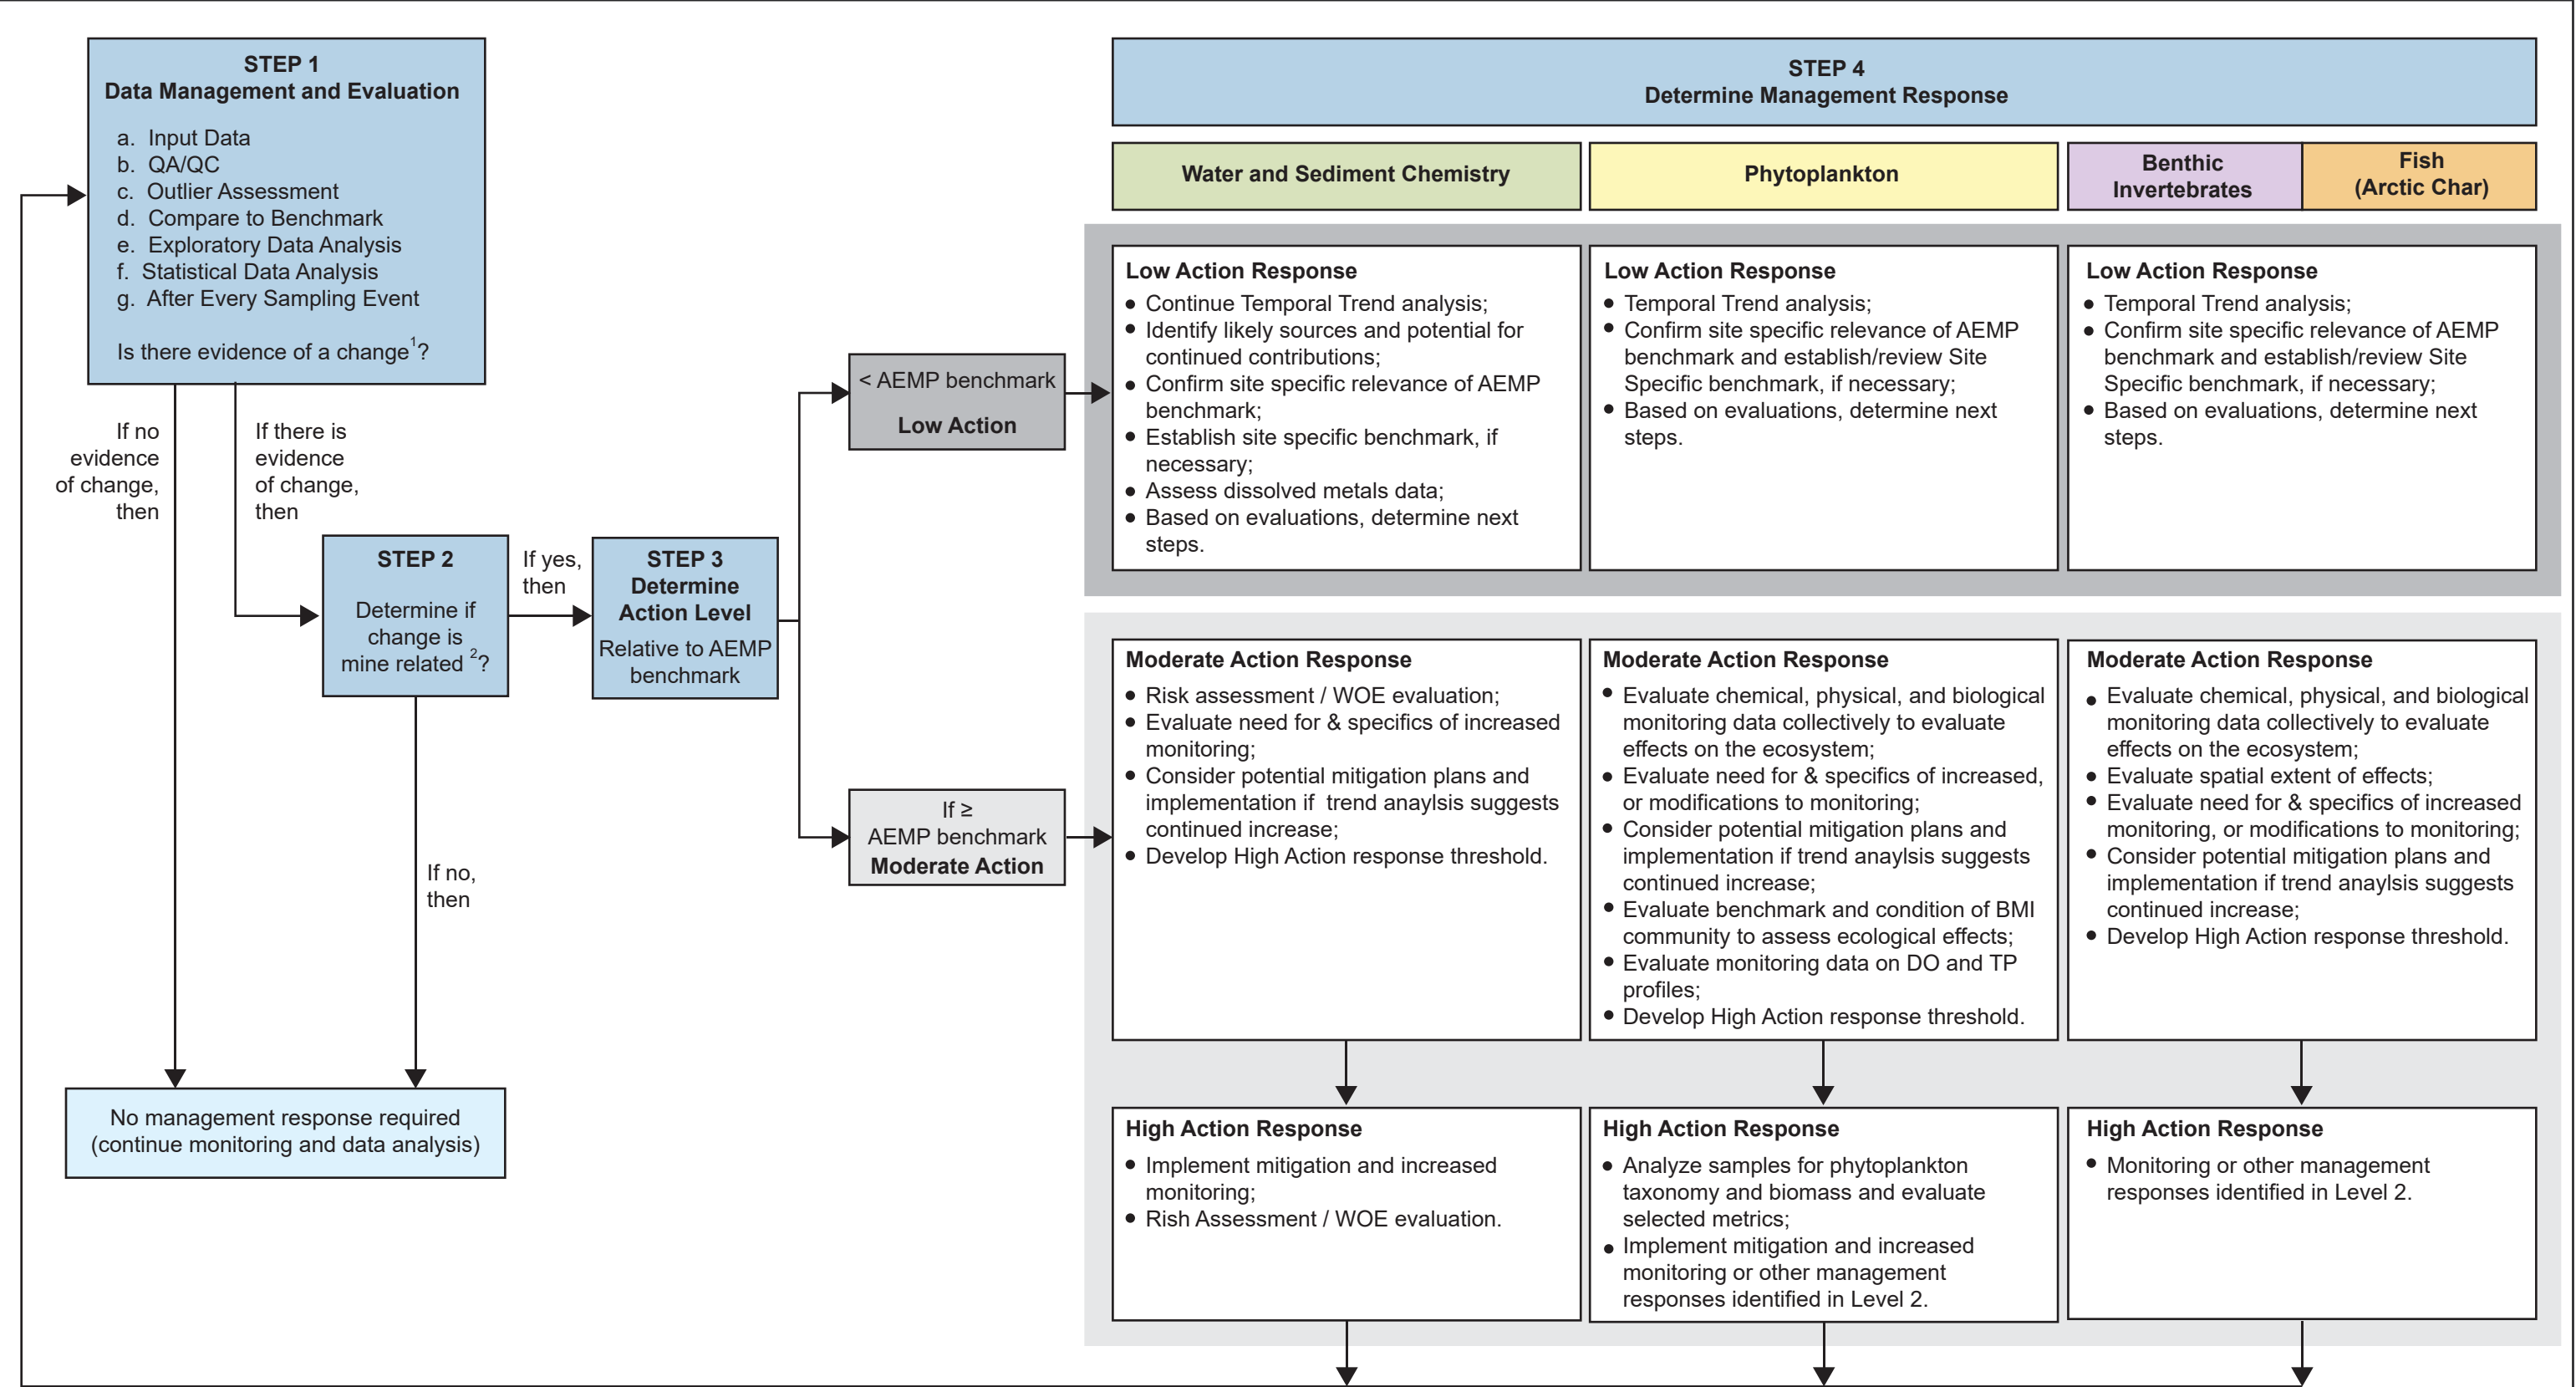 STEP 1
Data Management and Evaluation
a. Input Data
b. QA/QC
c. Outlier Assessment
d. Compare to Benchmark
e. Exploratory Data Analysis
f. Statistical Data Analysis
g. After Every Sampling Event
Is there evidence of a change1?
If no
evidence
of change,
then
If there is
evidence
of change,
then
STEP 2
Determine if
change is
mine related 2?
If yes,
then
If no,
then
No management response required
(continue monitoring and data analysis)
STEP 3
Determine
Action Level
Relative to AEMP
benchmark
< AEMP benchmark
Low Action
If ≥
AEMP benchmark
Moderate Action
STEP 4
Determine Management Response
Water and Sediment Chemistry
Phytoplankton
Benthic
Invertebrates
Fish
(Arctic Char)
Low Action Response
● Continue Temporal Trend analysis;
● Identify likely sources and potential for
continued contributions;
● Confirm site specific relevance of AEMP
benchmark;
● Establish site specific benchmark, if
necessary;
● Assess dissolved metals data;
● Based on evaluations, determine next
steps.
Low Action Response
● Temporal Trend analysis;
● Confirm site specific relevance of AEMP
benchmark and establish/review Site
Specific benchmark, if necessary;
● Based on evaluations, determine next
steps.
Low Action Response
● Temporal Trend analysis;
● Confirm site specific relevance of AEMP
benchmark and establish/review Site
Specific benchmark, if necessary;
● Based on evaluations, determine next
steps.
Moderate Action Response
● Risk assessment / WOE evaluation;
● Evaluate need for & specifics of increased
monitoring;
● Consider potential mitigation plans and
implementation if trend anaylsis suggests
continued increase;
● Develop High Action response threshold.
Moderate Action Response
● Evaluate chemical, physical, and biological
monitoring data collectively to evaluate
effects on the ecosystem;
● Evaluate need for & specifics of increased,
or modifications to monitoring;
● Consider potential mitigation plans and
implementation if trend anaylsis suggests
continued increase;
● Evaluate benchmark and condition of BMI
community to assess ecological effects;
● Evaluate monitoring data on DO and TP
profiles;
● Develop High Action response threshold.
Moderate Action Response
● Evaluate chemical, physical, and biological
monitoring data collectively to evaluate
effects on the ecosystem;
● Evaluate spatial extent of effects;
● Evaluate need for & specifics of increased
monitoring, or modifications to monitoring;
● Consider potential mitigation plans and
implementation if trend anaylsis suggests
continued increase;
● Develop High Action response threshold.
High Action Response
● Implement mitigation and increased
monitoring;
● Rish Assessment / WOE evaluation.
High Action Response
● Analyze samples for phytoplankton
taxonomy and biomass and evaluate
selected metrics;
● Implement mitigation and increased
monitoring or other management
responses identified in Level 2.
High Action Response
● Monitoring or other management
responses identified in Level 2.